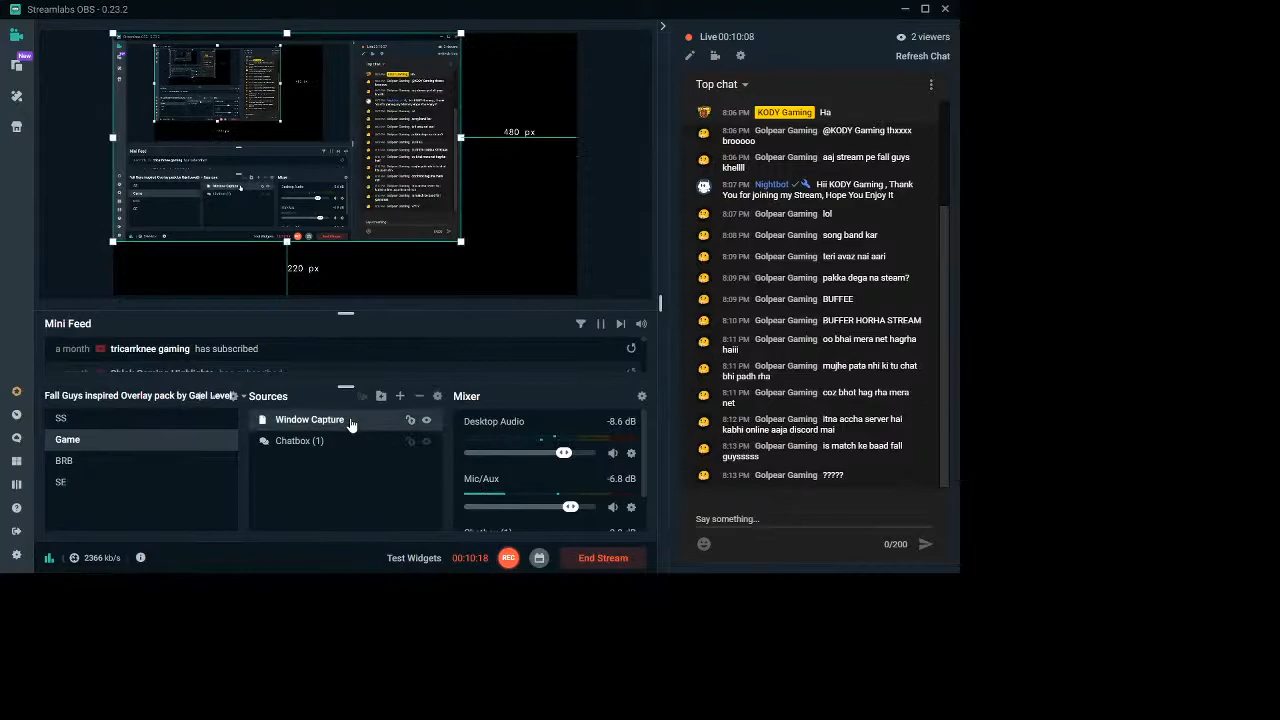 Streamlabs OBS - 0.23.2
New
480 px
220 px
Mini Feed
a month tricarrknee gaming has subscribed
Fall Guys inspired Overlay pack by Gael Level
SS
Game
BRB
SE
Sources
Window Capture
Chatbox (1)
Mixer
Desktop Audio -8.6 dB
Mic/Aux -6.8 dB
2366 kb/s
Test Widgets 00:10:18 REC End Stream
Live 00:10:08 2 viewers
Refresh Chat
Top chat
8:06 PM KODY Gaming Ha
8:06 PM Golpear Gaming @KODY Gaming thxxxx
brooooo
8:06 PM Golpear Gaming aaj stream pe fall guys
khellll
8:07 PM Nightbot Hii KODY Gaming , Thank
You for joining my Stream, Hope You Enjoy It
8:07 PM Golpear Gaming lol
8:08 PM Golpear Gaming song band kar
8:09 PM Golpear Gaming teri avaz nai aari
8:09 PM Golpear Gaming pakka dega na steam?
8:09 PM Golpear Gaming BUFFEE
8:10 PM Golpear Gaming BUFFER HORHA STREAM
8:11 PM Golpear Gaming oo bhai mera net hagrha
haiii
8:11 PM Golpear Gaming mujhe pata nhi ki tu chat
bhi padh rha
8:11 PM Golpear Gaming coz bhot hag rha mera
net
8:12 PM Golpear Gaming itna accha server hai
kabhi online aaja discord mai
8:13 PM Golpear Gaming is match ke baad fall
guysssss
8:13 PM Golpear Gaming ?????
Say something...
0/200